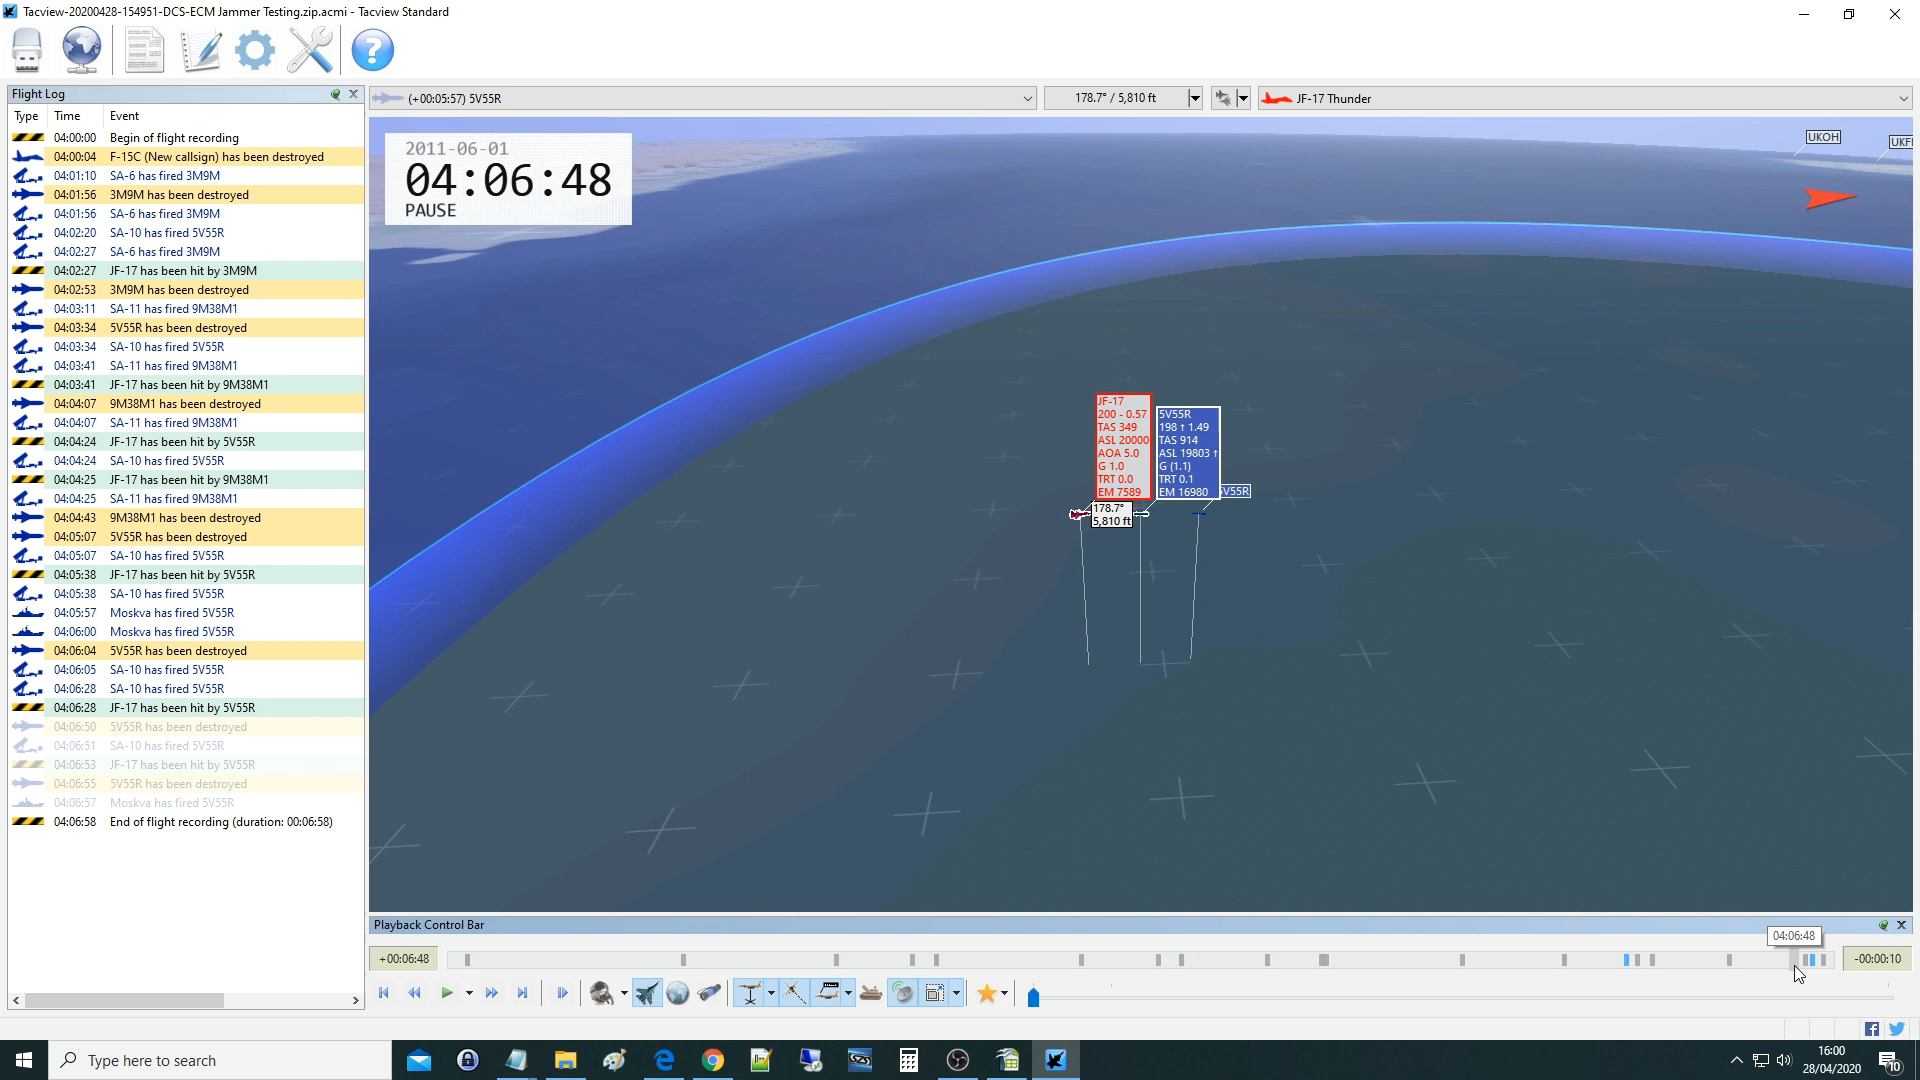 Tacview-20200428-154951-DCS-ECM Jammer Testing.zip.acmi - Tacview Standard
Flight Log
Type Time Event
04:00:00 Begin of flight recording
04:00:04 F-15C (New callsign) has been destroyed
04:01:10 SA-6 has fired 3M9M
04:01:56 3M9M has been destroyed
04:01:56 SA-6 has fired 3M9M
04:02:20 SA-10 has fired 5V55R
04:02:27 SA-6 has fired 3M9M
04:02:27 JF-17 has been hit by 3M9M
04:02:53 3M9M has been destroyed
04:03:11 SA-11 has fired 9M38M1
04:03:34 5V55R has been destroyed
04:03:34 SA-10 has fired 5V55R
04:03:41 SA-11 has fired 9M38M1
04:03:41 JF-17 has been hit by 9M38M1
04:04:07 9M38M1 has been destroyed
04:04:07 SA-11 has fired 9M38M1
04:04:24 JF-17 has been hit by 5V55R
04:04:24 SA-10 has fired 5V55R
04:04:25 JF-17 has been hit by 9M38M1
04:04:25 SA-11 has fired 9M38M1
04:04:43 9M38M1 has been destroyed
04:05:07 5V55R has been destroyed
04:05:07 SA-10 has fired 5V55R
04:05:38 JF-17 has been hit by 5V55R
04:05:38 SA-10 has fired 5V55R
04:05:57 Moskva has fired 5V55R
04:06:00 Moskva has fired 5V55R
04:06:04 5V55R has been destroyed
04:06:05 SA-10 has fired 5V55R
04:06:28 SA-10 has fired 5V55R
04:06:28 JF-17 has been hit by 5V55R
04:06:50 5V55R has been destroyed
04:06:51 SA-10 has fired 5V55R
04:06:53 JF-17 has been hit by 5V55R
04:06:55 5V55R has been destroyed
04:06:57 Moskva has fired 5V55R
04:06:58 End of flight recording (duration: 00:06:58)
(+00:05:57) 5V55R
178.7° / 5,810 ft
JF-17 Thunder
2011-06-01
04:06:48
PAUSE
UKOH
UKF
JF-17
200 - 0.57
TAS 349
ASL 20000
AOA 5.0
G 1.0
TRT 0.0
EM 7589
5V55R
198 ↑ 1.49
TAS 914
ASL 19803 ↑
G (1.1)
TRT 0.1
EM 16980
5V55R
178.7°
5,810 ft
Playback Control Bar
04:06:48
+00:06:48
-00:00:10
Type here to search
16:00
28/04/2020
10